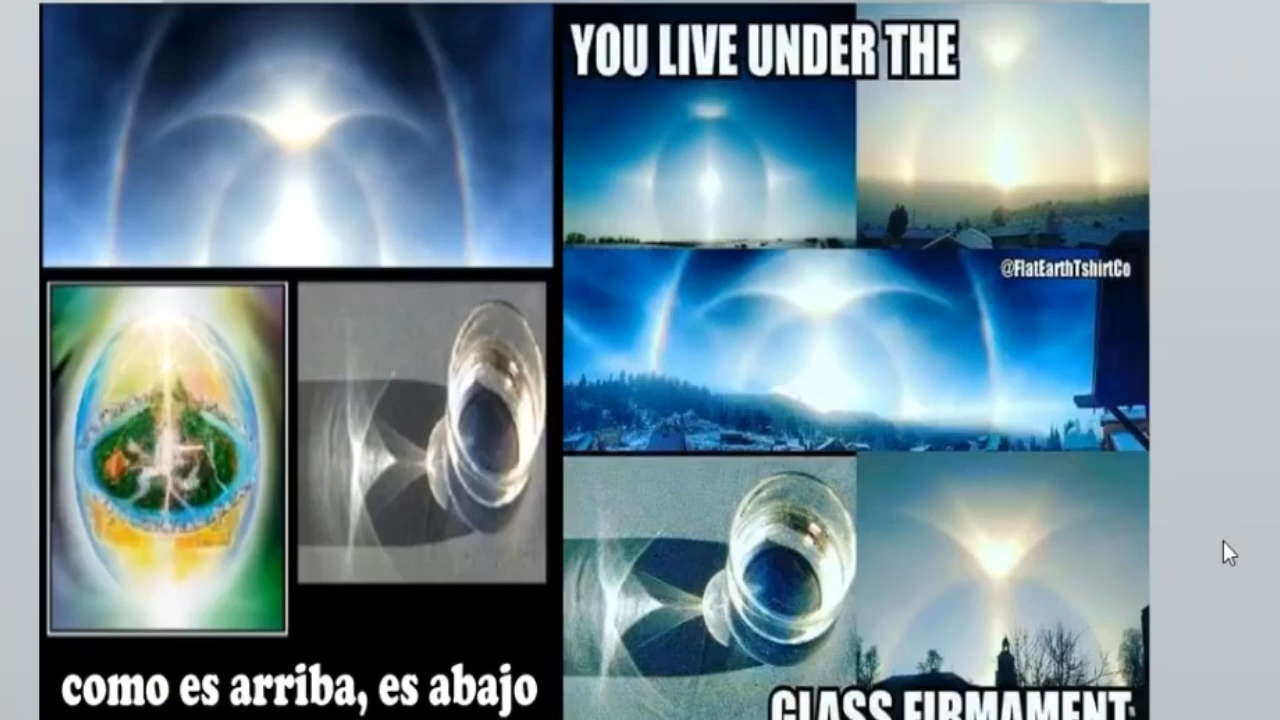 YOU LIVE UNDER THE
@FlatEarthTshirtCo
como es arriba, es abajo
GLASS FIRMAMENT